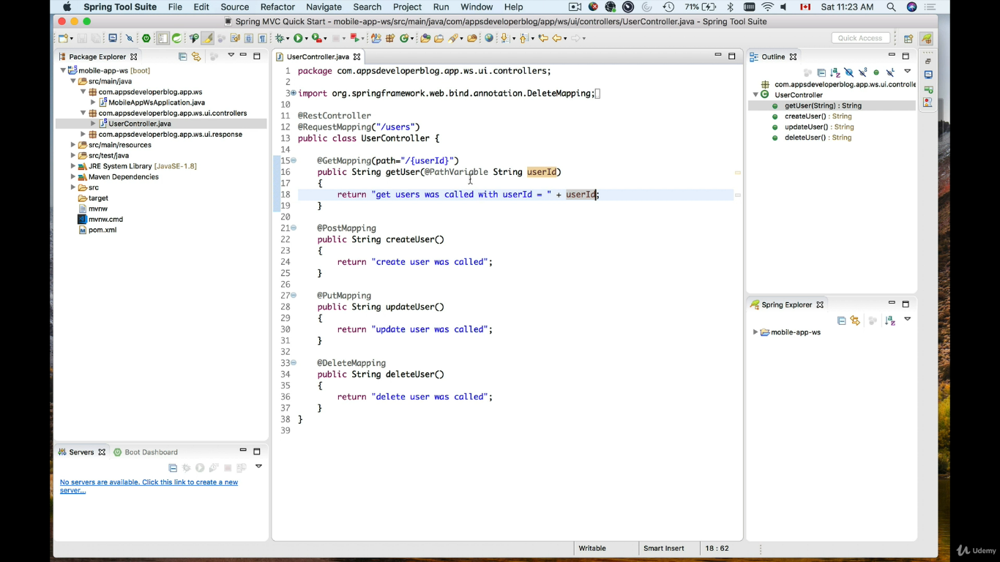 Spring Tool Suite File Edit Source Refactor Navigate Search Project Run Window Help 71% Sat 11:23 AM
Spring MVC Quick Start - mobile-app-ws/src/main/java/com/appsdeveloperblog/app/ws/ui/controllers/UserController.java - Spring Tool Suite
Quick Access
Package Explorer
mobile-app-ws [boot]
src/main/java
com.appsdeveloperblog.app.ws
MobileAppWsApplication.java
com.appsdeveloperblog.app.ws.ui.controllers
UserController.java
com.appsdeveloperblog.app.ws.ui.response
src/main/resources
src/test/java
JRE System Library [JavaSE-1.8]
Maven Dependencies
src
target
mvnw
mvnw.cmd
pom.xml
Servers Boot Dashboard
No servers are available. Click this link to create a new
server...
UserController.java
1 package com.appsdeveloperblog.app.ws.ui.controllers;
2
3 import org.springframework.web.bind.annotation.DeleteMapping;
10
11 @RestController
12 @RequestMapping("/users")
13 public class UserController {
14
15 @GetMapping(path="/{userId}")
16 public String getUser(@PathVariable String userId)
17 {
18 return "get users was called with userId = " + userId;
19 }
20
21 @PostMapping
22 public String createUser()
23 {
24 return "create user was called";
25 }
26
27 @PutMapping
28 public String updateUser()
29 {
30 return "update user was called";
31 }
32
33 @DeleteMapping
34 public String deleteUser()
35 {
36 return "delete user was called";
37 }
38 }
39
Outline
com.appsdeveloperblog.app.ws.ui.controlle
UserController
getUser(String) : String
createUser() : String
updateUser() : String
deleteUser() : String
Spring Explorer
mobile-app-ws
Writable Smart Insert 18 : 62
Udemy